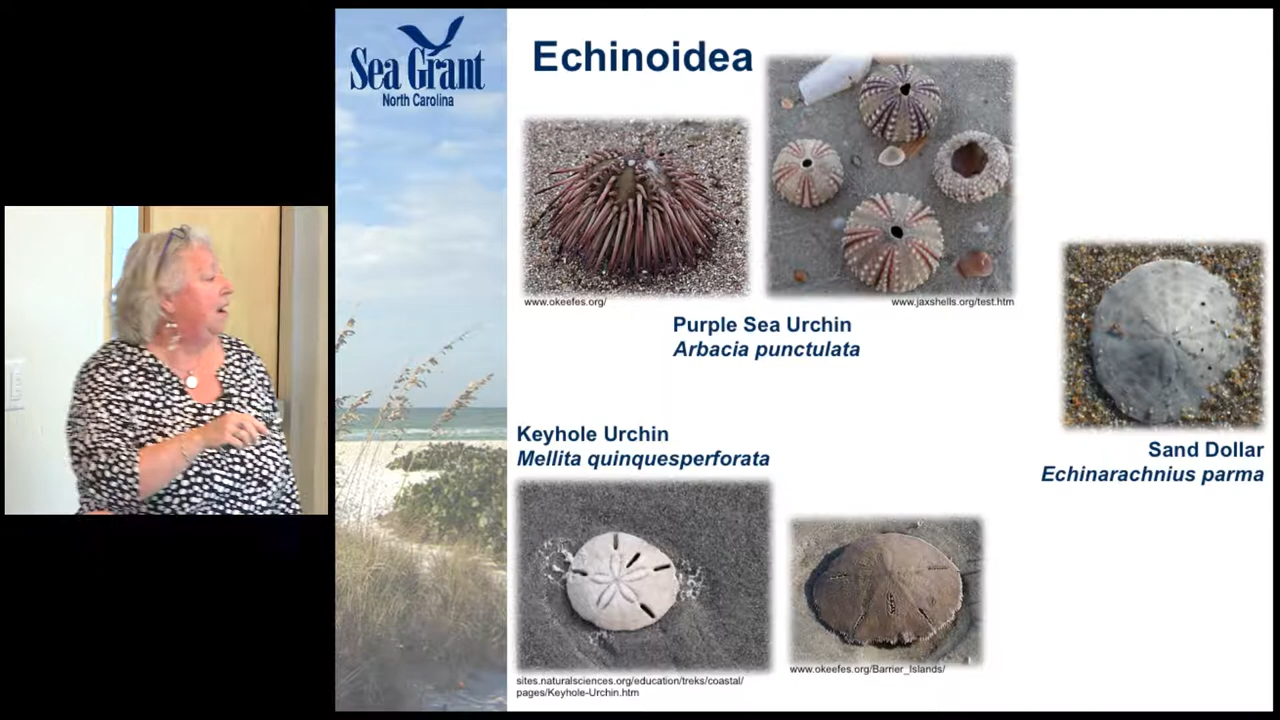 Sea Grant
North Carolina
Echinoidea
www.okeefes.org/
www.jaxshells.org/test.htm
Purple Sea Urchin
Arbacia punctulata
Keyhole Urchin
Mellita quinquesperforata
Sand Dollar
Echinarachnius parma
sites.naturalsciences.org/education/treks/coastal/
pages/Keyhole-Urchin.htm
www.okeefes.org/Barrier_Islands/